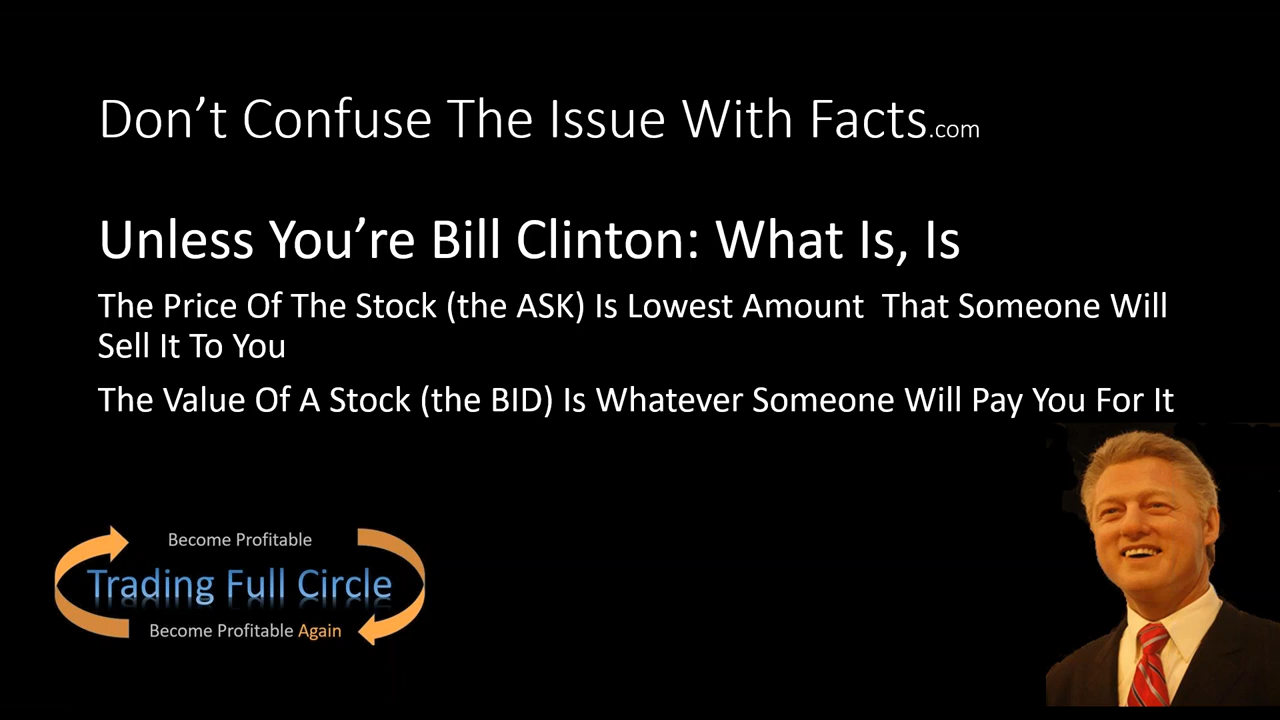 Don’t Confuse The Issue With Facts.com
Unless You’re Bill Clinton: What Is, Is
The Price Of The Stock (the ASK) Is Lowest Amount  That Someone Will
Sell It To You
The Value Of A Stock (the BID) Is Whatever Someone Will Pay You For It
Become Profitable
Trading Full Circle
Become Profitable Again